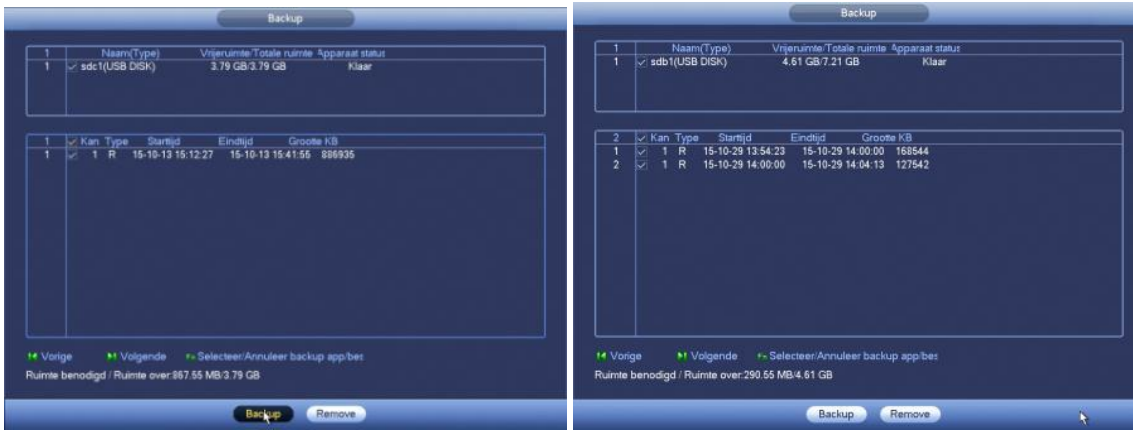 Backup
1 Naam(Type) Vrijeruimte/Totale ruimte Apparaat status
1 sdc1(USB DISK) 3.79 GB/3.79 GB Klaar
1 Kan Type Starttijd Eindtijd Grootte KB
1 1 R 15-10-13 15:12:27 15-10-13 15:41:55 886935
Vorige Volgende Fn Selecteer/Annuleer backup app/bes
Ruimte benodigd / Ruimte over:867.55 MB/3.79 GB
Backup Remove
Backup
1 Naam(Type) Vrijeruimte/Totale ruimte Apparaat status
1 sdb1(USB DISK) 4.61 GB/7.21 GB Klaar
2 Kan Type Starttijd Eindtijd Grootte KB
1 1 R 15-10-29 13:54:23 15-10-29 14:00:00 168544
2 1 R 15-10-29 14:00:00 15-10-29 14:04:13 127542
Vorige Volgende Fn Selecteer/Annuleer backup app/bes
Ruimte benodigd / Ruimte over:290.55 MB/4.61 GB
Backup Remove